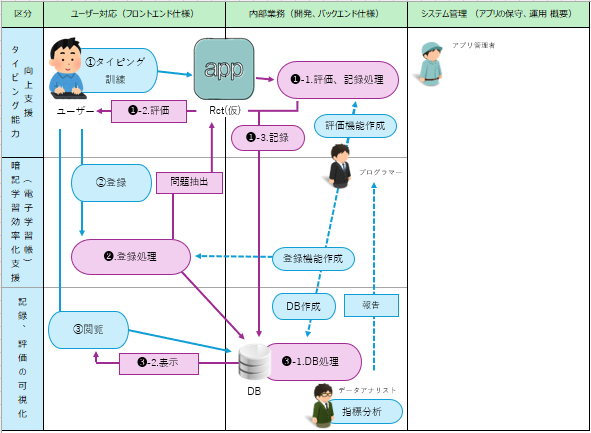 区分
ユーザー対応（フロントエンド仕様）
内部業務（開発、バックエンド仕様）
システム管理 （アプリの保守、運用 概要）
タイピング能力
向上支援
①タイピング
訓練
app
❶-1.評価、記録処理
アプリ管理者
ユーザー
❶-2.評価
Rct(仮)
❶-3.記録
評価機能作成
暗記学習効率化支援
（電子学習帳）
②登録
問題抽出
プログラマー
❷.登録処理
登録機能作成
記録、評価の可視化
DB作成
報告
③閲覧
❸-2.表示
❸-1.DB処理
DB
データアナリスト
指標分析